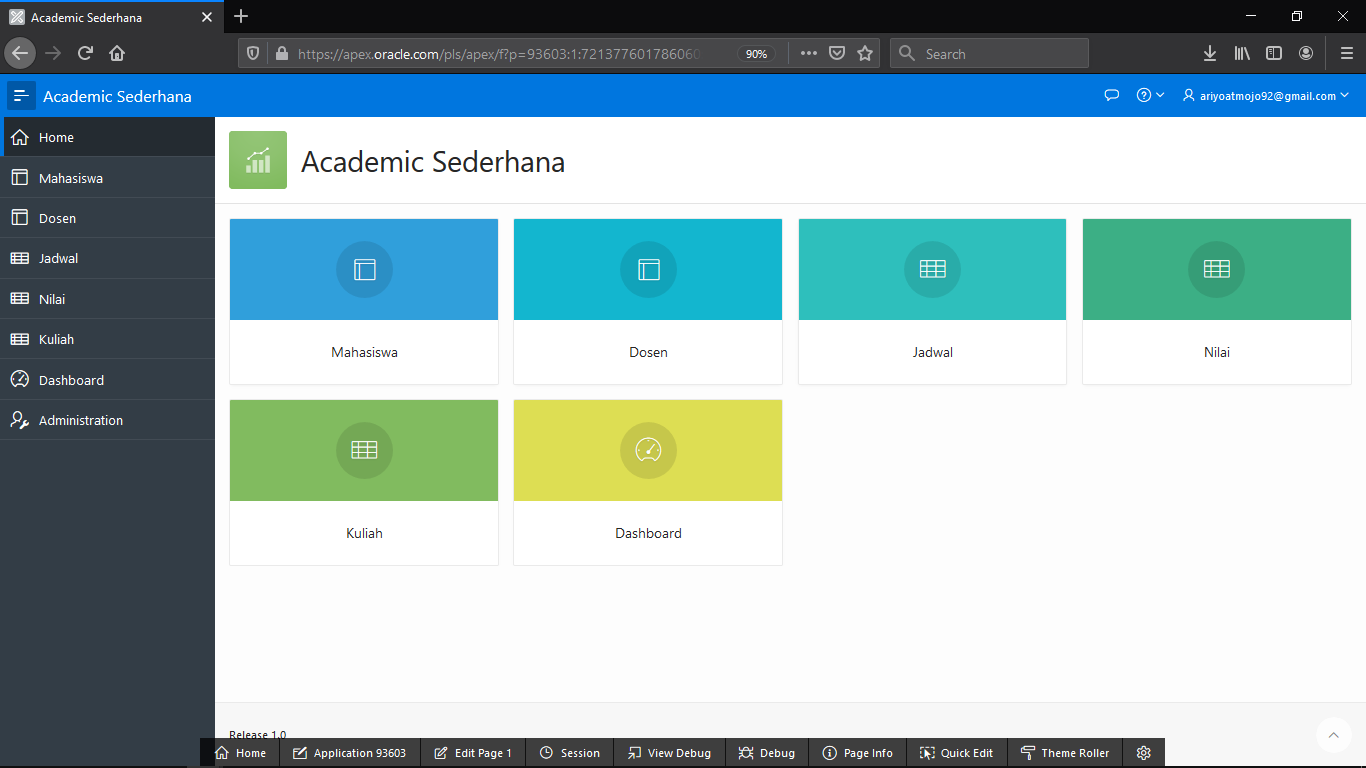 Academic Sederhana
https://apex.oracle.com/pls/apex/f?p=93603:1:72137760178606
90%
Search
Academic Sederhana
ariyoatmojo92@gmail.com
Home
Mahasiswa
Dosen
Jadwal
Nilai
Kuliah
Dashboard
Administration
Academic Sederhana
Mahasiswa
Dosen
Jadwal
Nilai
Kuliah
Dashboard
Release 1.0
Home
Application 93603
Edit Page 1
Session
View Debug
Debug
Page Info
Quick Edit
Theme Roller